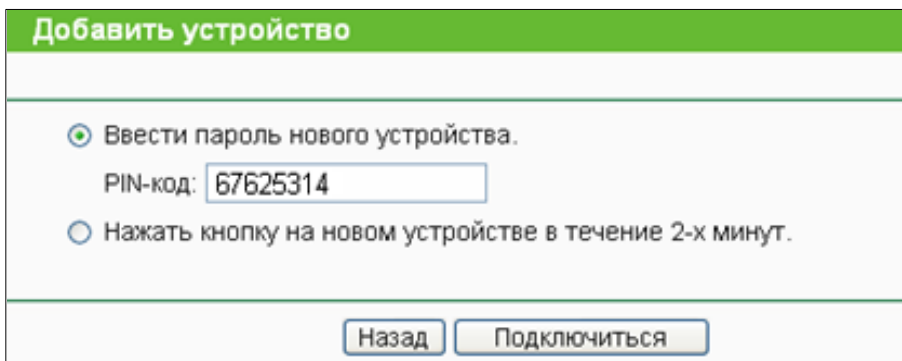 Добавить устройство
Ввести пароль нового устройства.
PIN-код: 67625314
Нажать кнопку на новом устройстве в течение 2-х минут.
Назад Подключиться